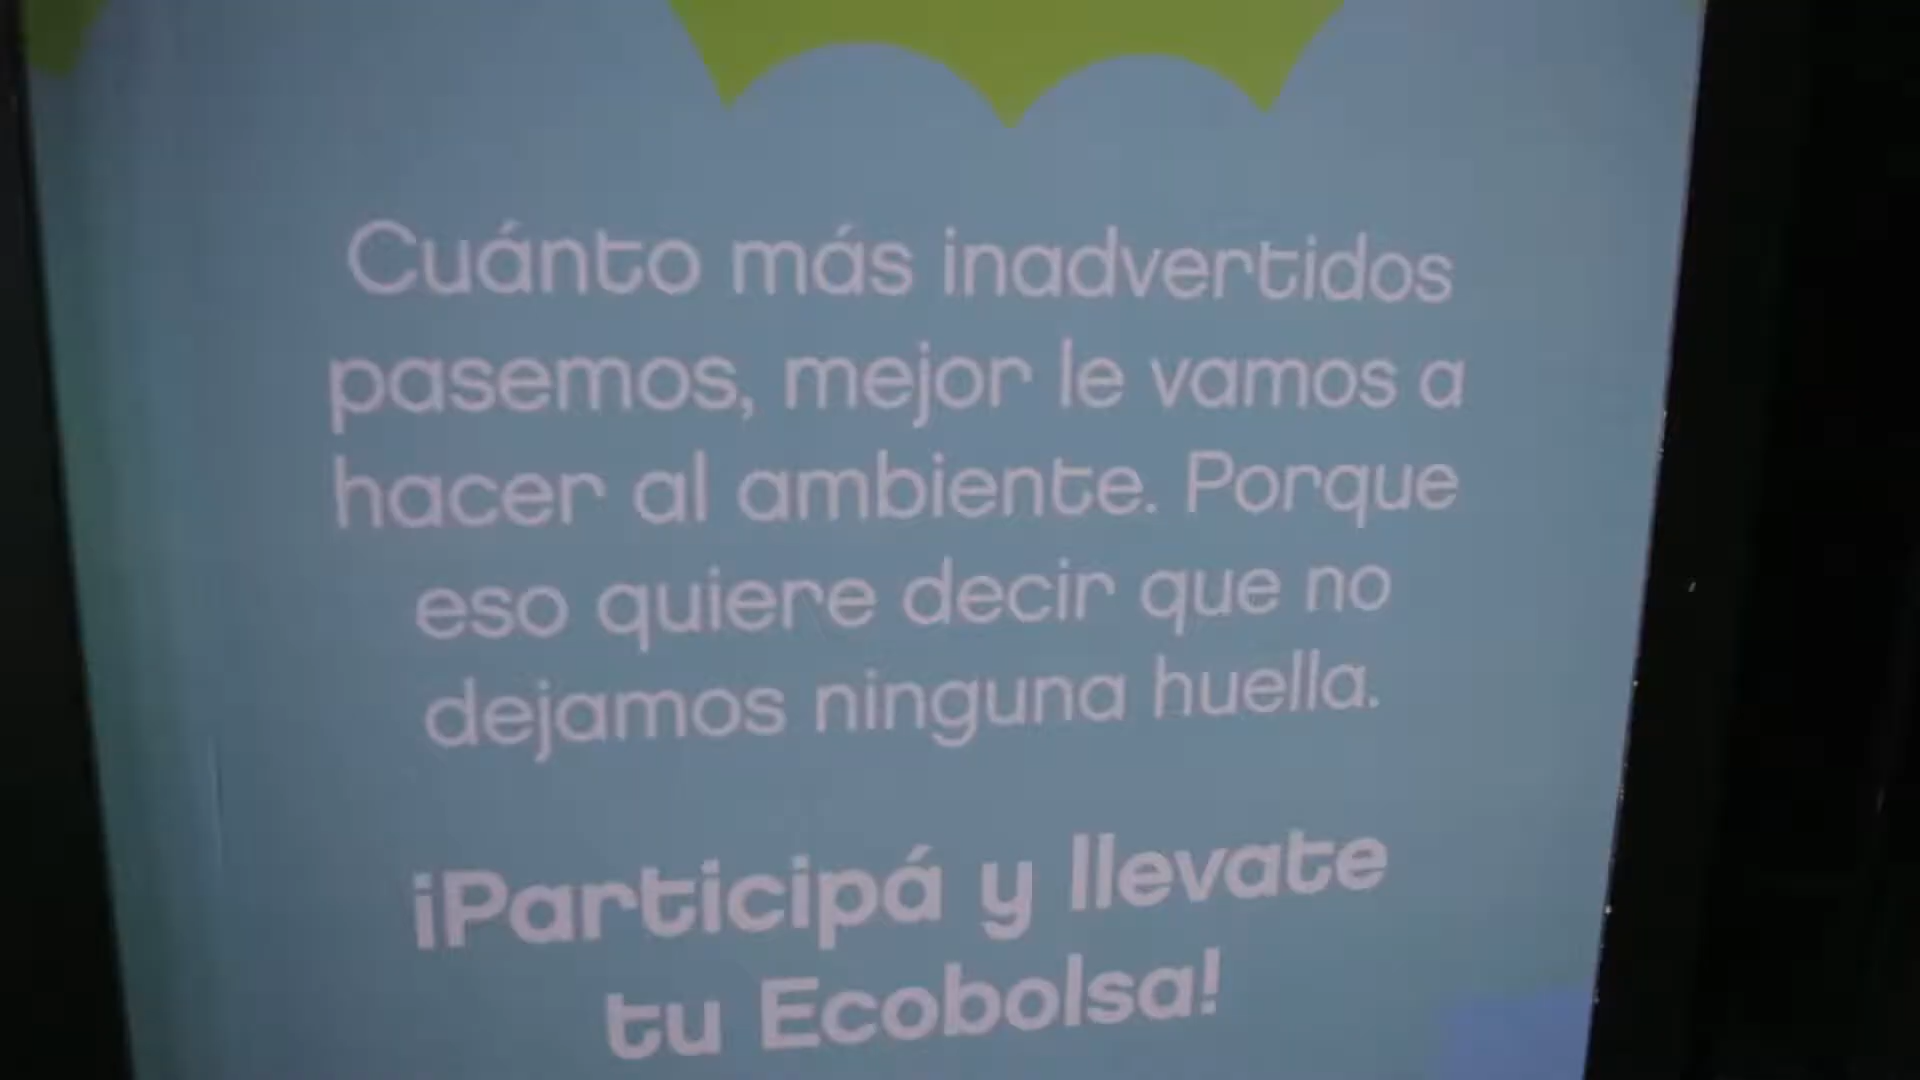 Cuánto más inadvertidos
pasemos, mejor le vamos a
hacer al ambiente. Porque
eso quiere decir que no
dejamos ninguna huella.
¡Participá y llevate
tu Ecobolsa!